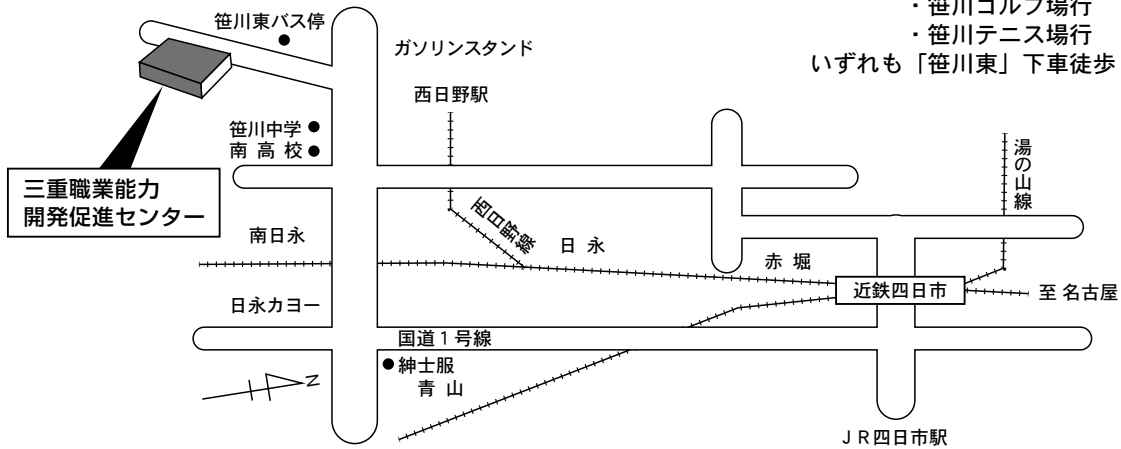 ・笹川ゴルフ場行
・笹川テニス場行
いずれも「笹川東」下車徒歩
笹川東バス停
ガソリンスタンド
西日野駅
笹川中学
南高校
三重職業能力
開発促進センター
湯の山線
南日永
西日野線
日永
赤堀
近鉄四日市
至 名古屋
日永カヨー
国道1号線
紳士服
青山
N
JR四日市駅